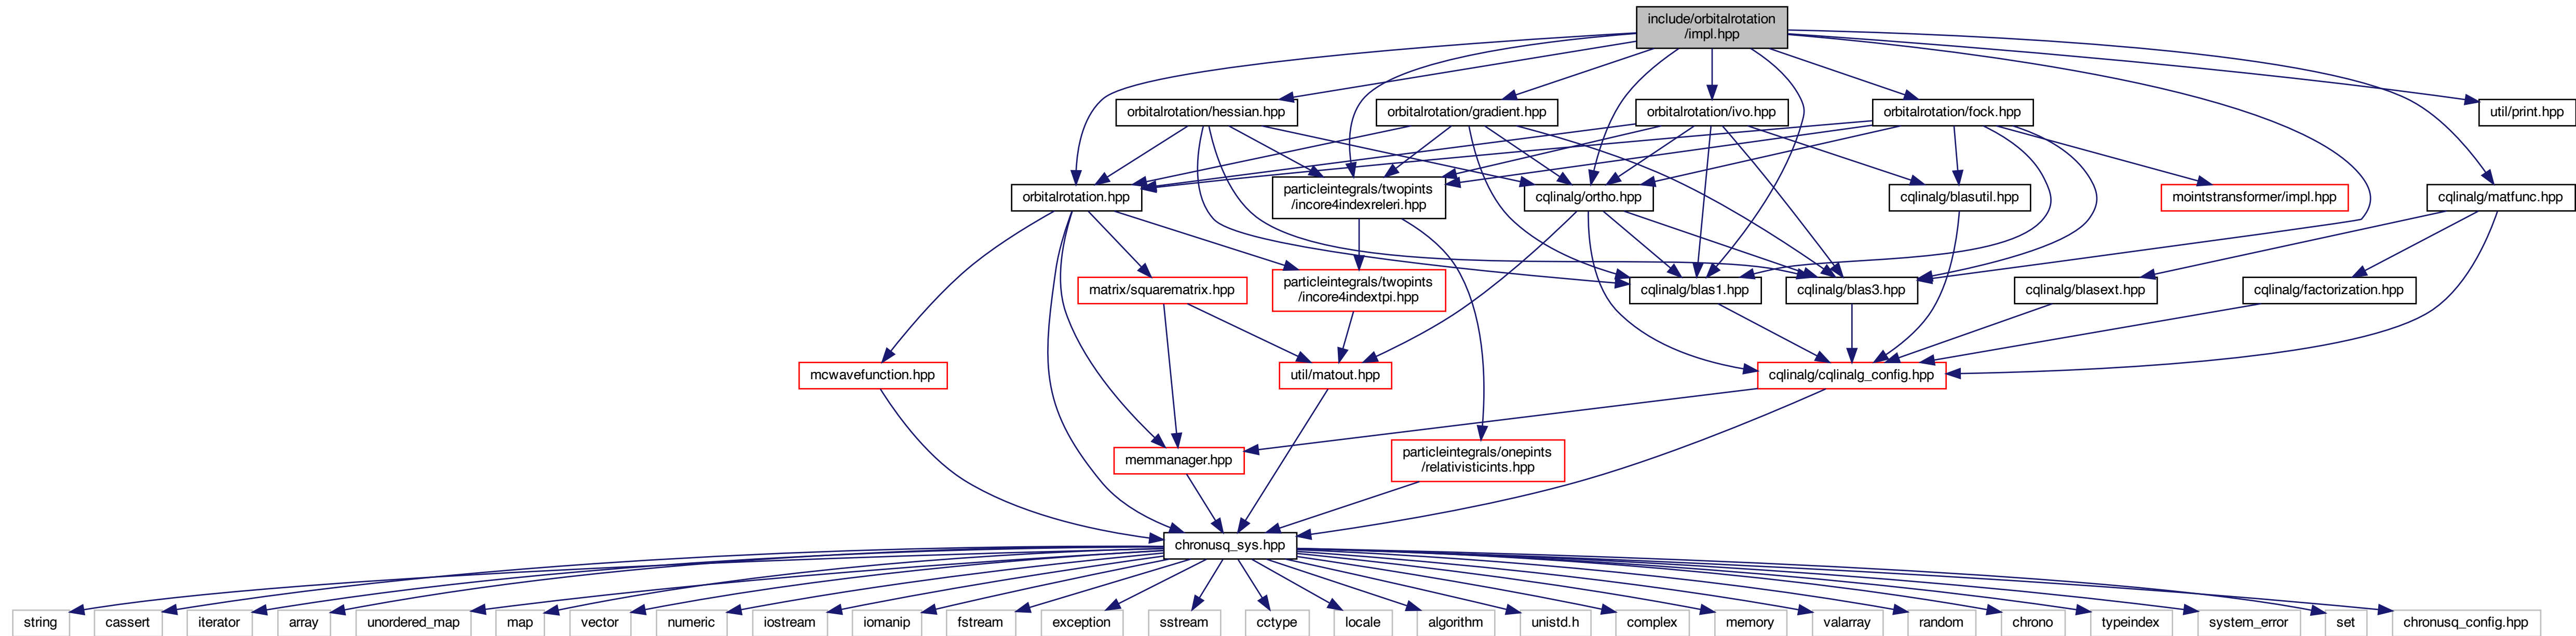 include/orbitalrotation
/impl.hpp
orbitalrotation/hessian.hpp
orbitalrotation/gradient.hpp
orbitalrotation/ivo.hpp
orbitalrotation/fock.hpp
util/print.hpp
orbitalrotation.hpp
particleintegrals/twopints
/incore4indexreleri.hpp
cqlinalg/ortho.hpp
cqlinalg/blasutil.hpp
mointstransformer/impl.hpp
cqlinalg/matfunc.hpp
matrix/squarematrix.hpp
particleintegrals/twopints
/incore4indextpi.hpp
cqlinalg/blas1.hpp
cqlinalg/blas3.hpp
cqlinalg/blasext.hpp
cqlinalg/factorization.hpp
mcwavefunction.hpp
util/matout.hpp
cqlinalg/cqlinalg_config.hpp
memmanager.hpp
particleintegrals/onepints
/relativisticints.hpp
chronusq_sys.hpp
string
cassert
iterator
array
unordered_map
map
vector
numeric
iostream
iomanip
fstream
exception
sstream
cctype
locale
algorithm
unistd.h
complex
memory
valarray
random
chrono
typeindex
system_error
set
chronusq_config.hpp